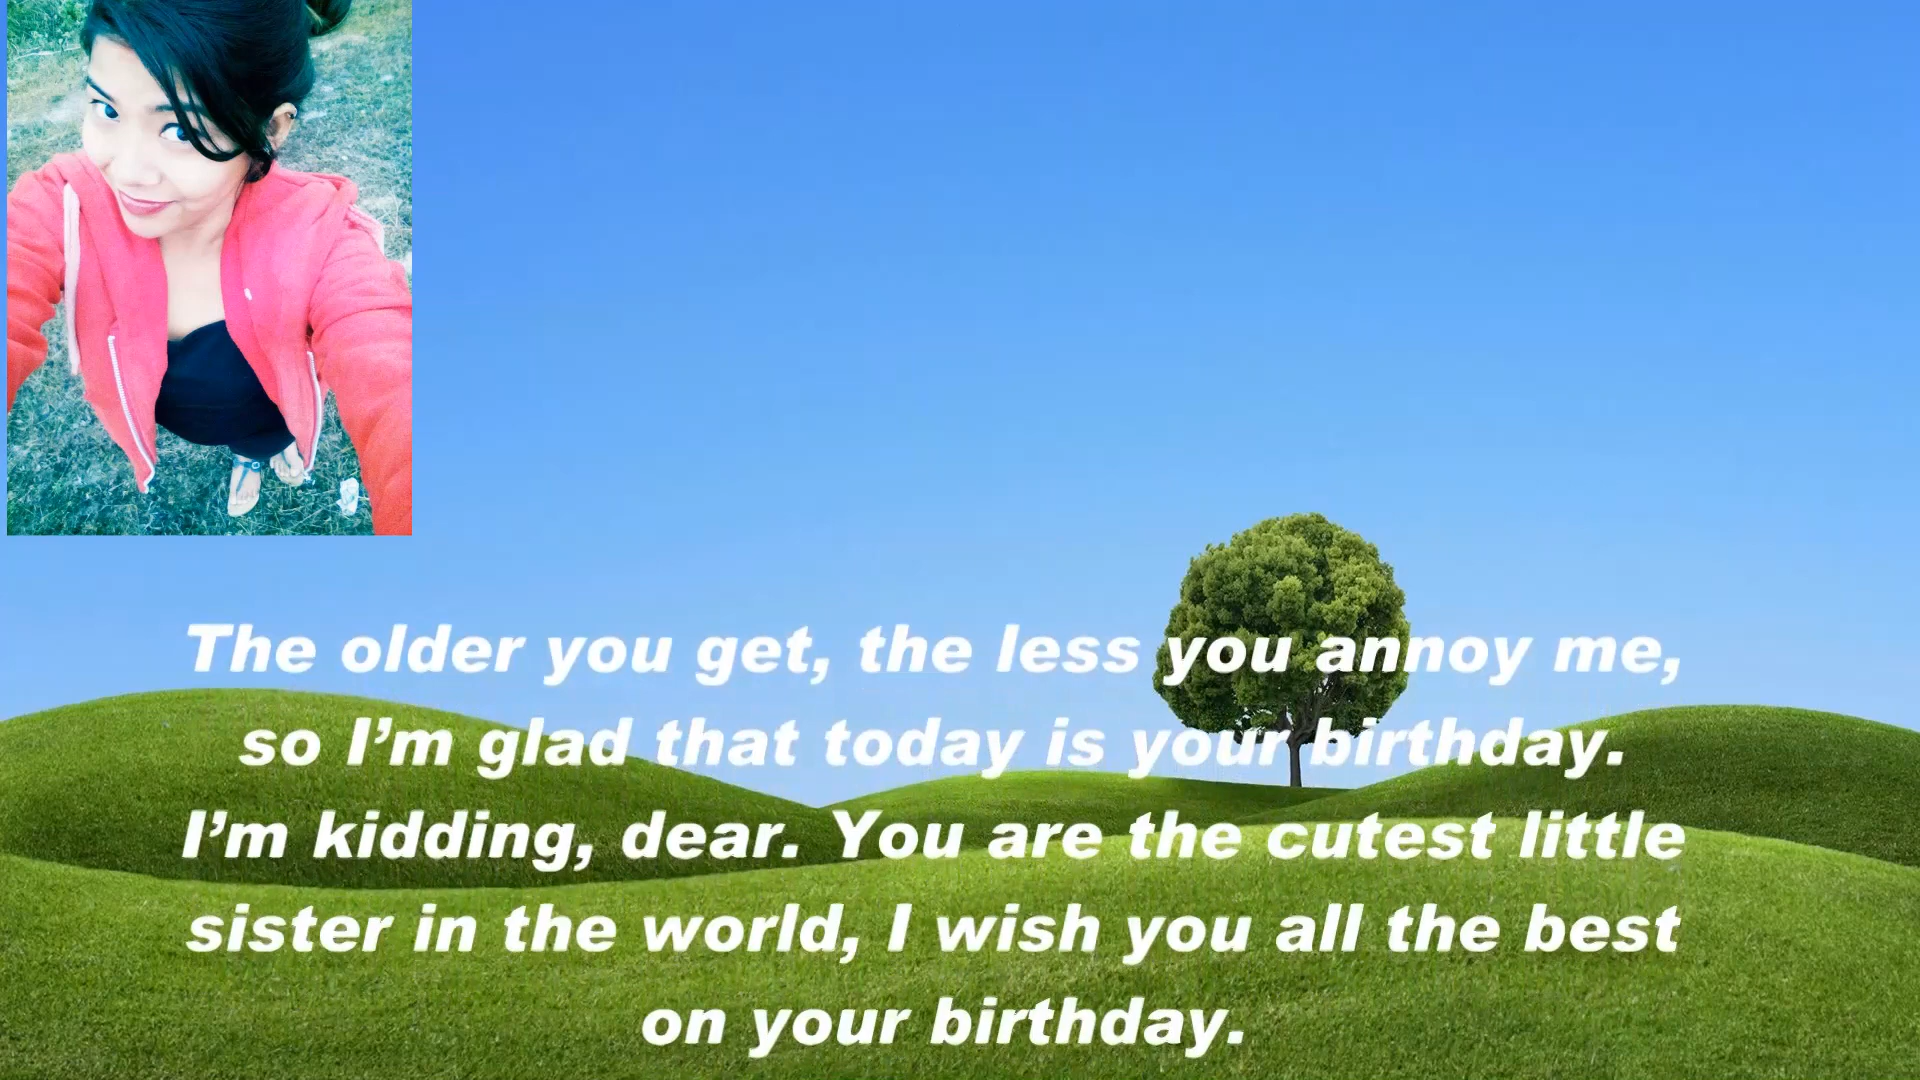 The older you get, the less you annoy me,
so I’m glad that today is your birthday.
I’m kidding, dear. You are the cutest little
sister in the world, I wish you all the best
on your birthday.